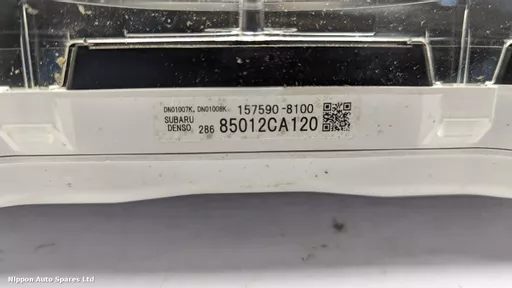 DN01007K, DN01008K 157590-8100
SUBARU
DENSO 286 85012CA120
Nippon Auto Spares Ltd